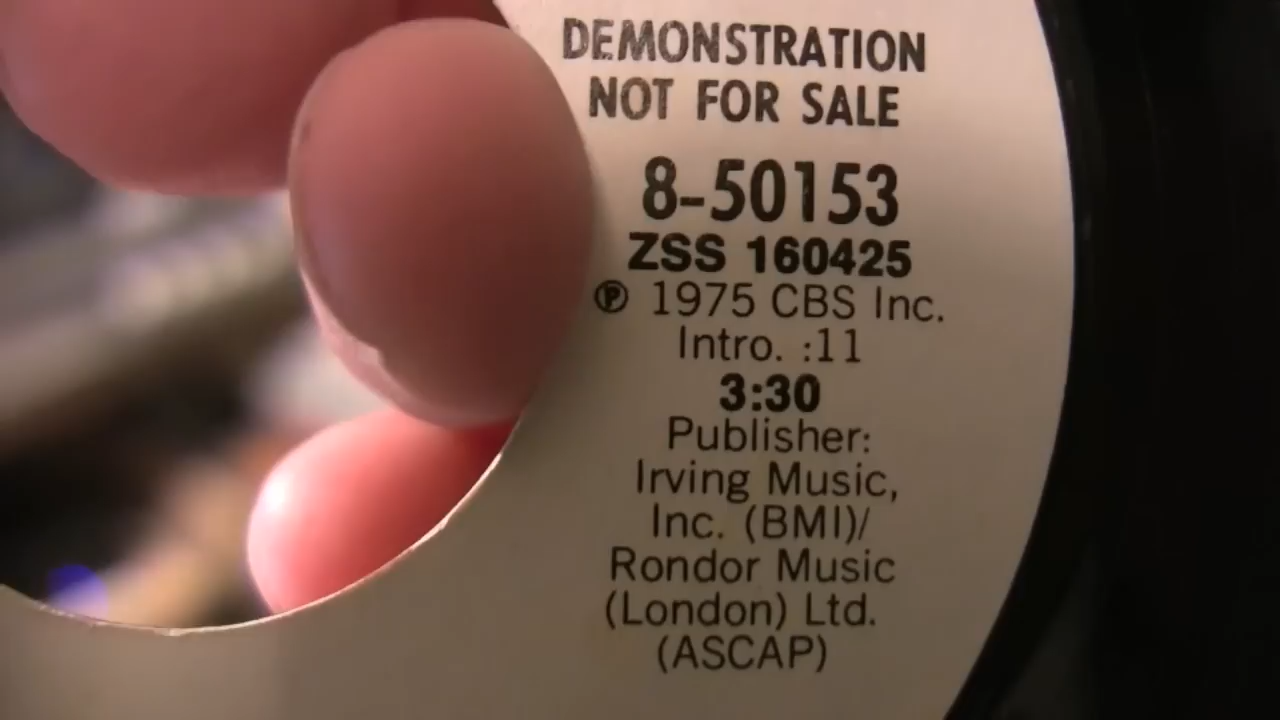 DEMONSTRATION
NOT FOR SALE
8-50153
ZSS 160425
℗ 1975 CBS Inc.
Intro. :11
3:30
Publisher:
Irving Music,
Inc. (BMI)/
Rondor Music
(London) Ltd.
(ASCAP)